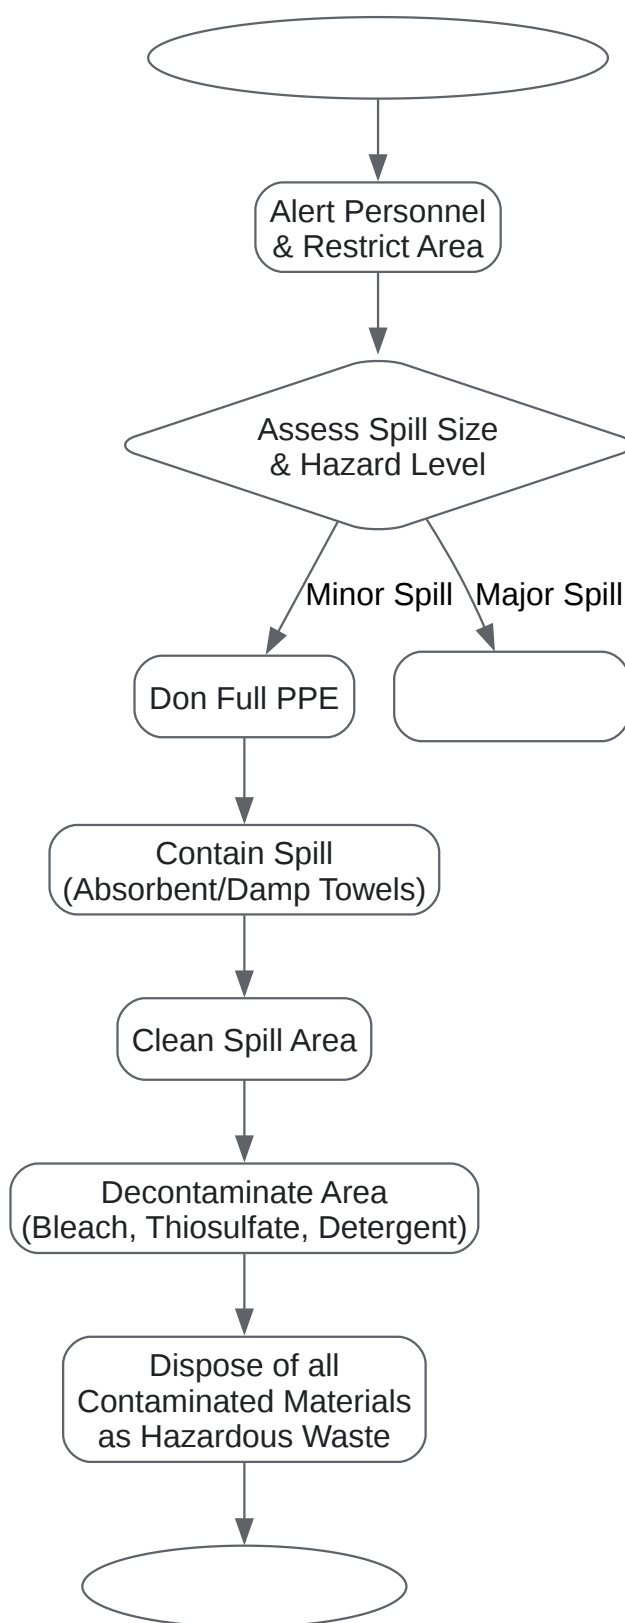 Alert Personnel
& Restrict Area
Assess Spill Size
& Hazard Level
Minor Spill
Major Spill
Don Full PPE
Contain Spill
(Absorbent/Damp Towels)
Clean Spill Area
Decontaminate Area
(Bleach, Thiosulfate, Detergent)
Dispose of all
Contaminated Materials
as Hazardous Waste